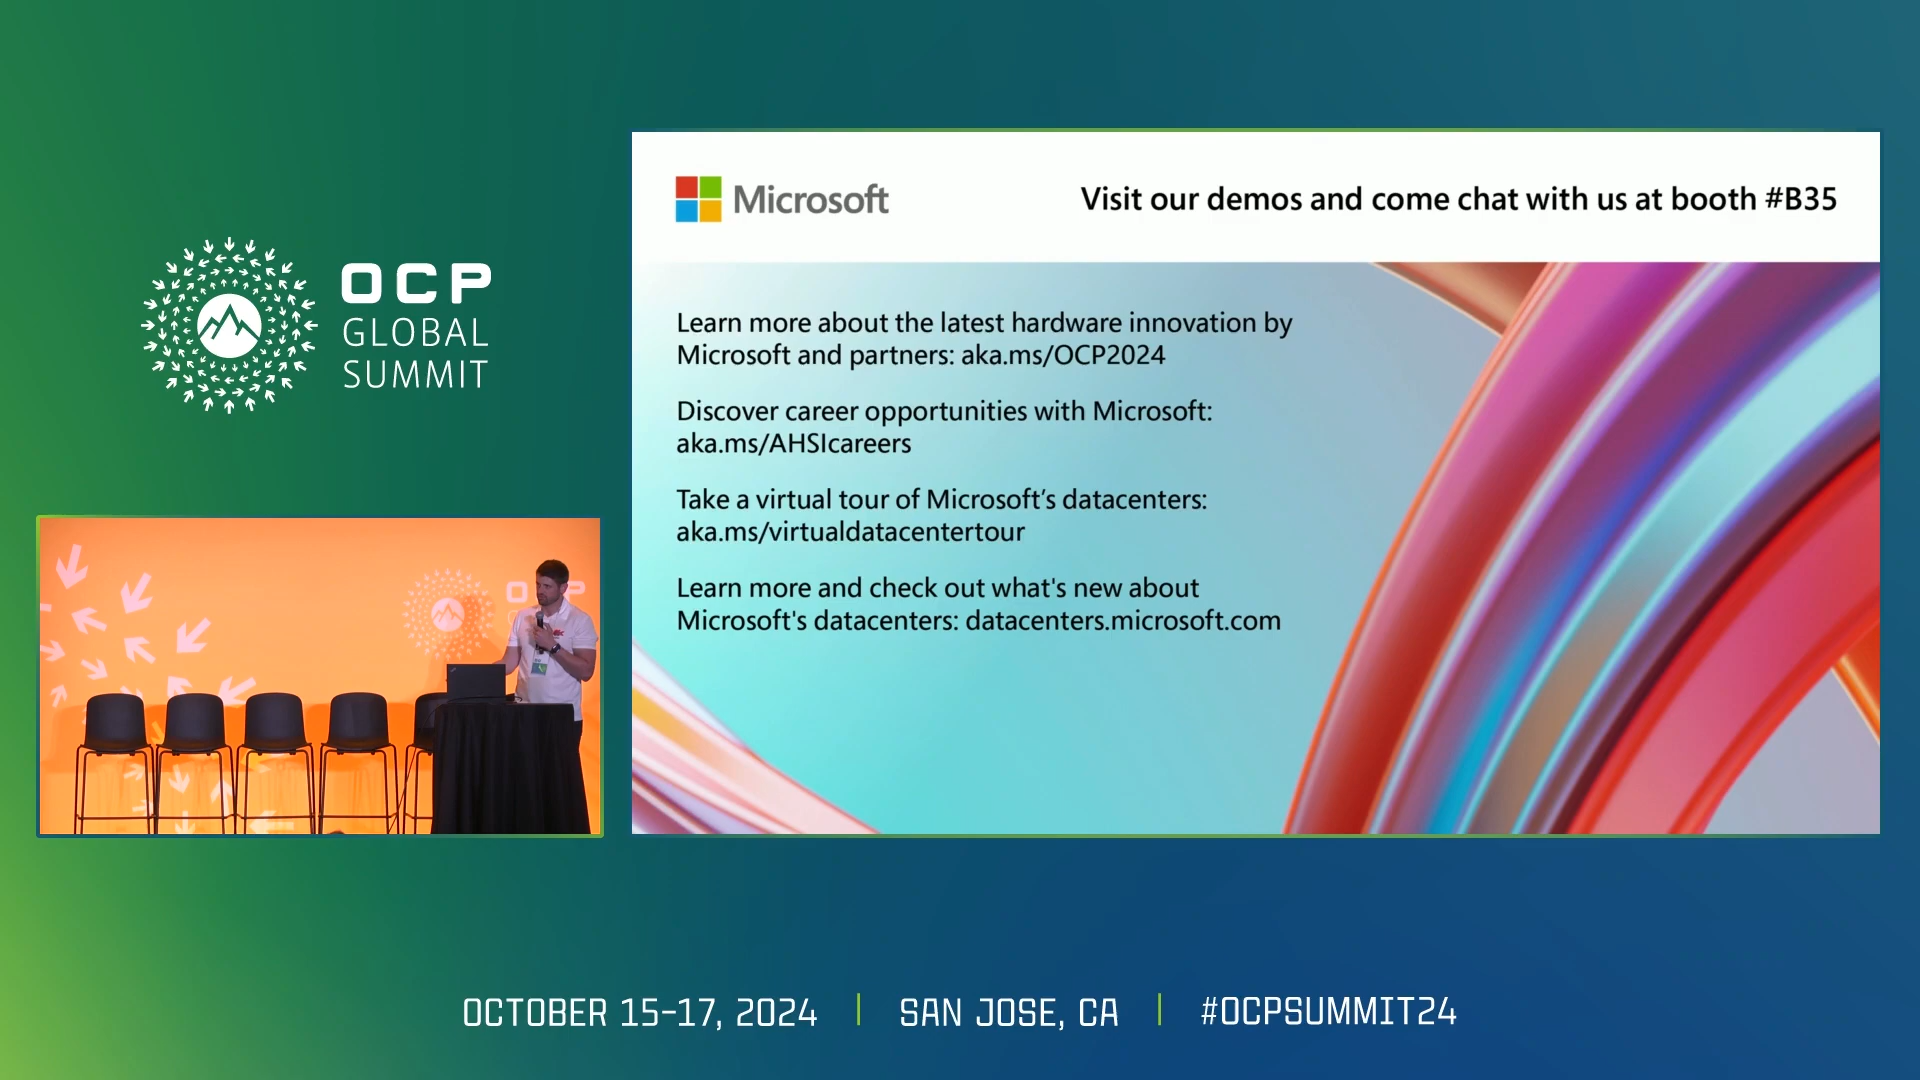 OCP
GLOBAL
SUMMIT
Microsoft
Visit our demos and come chat with us at booth #B35
Learn more about the latest hardware innovation by
Microsoft and partners: aka.ms/OCP2024
Discover career opportunities with Microsoft:
aka.ms/AHSIcareers
Take a virtual tour of Microsoft's datacenters:
aka.ms/virtualdatacentertour
Learn more and check out what's new about
Microsoft's datacenters: datacenters.microsoft.com
OCTOBER 15-17, 2024 | SAN JOSE, CA | #OCPSUMMIT24